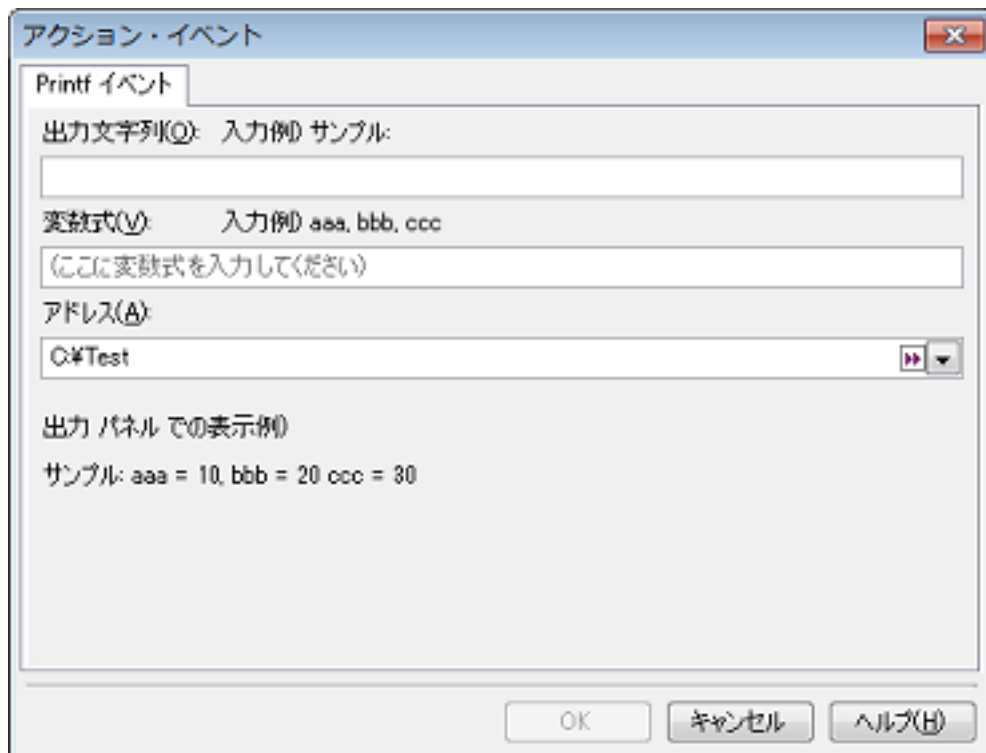 アクション・イベント
Printf イベント
出力文字列(O): 入力例) サンプル:
変数式(V): 入力例) aaa, bbb, ccc
(ここに変数式を入力してください)
アドレス(A):
C:¥Test
出力 パネル での表示例)
サンプル: aaa = 10, bbb = 20 ccc = 30
OK キャンセル ヘルプ(H)